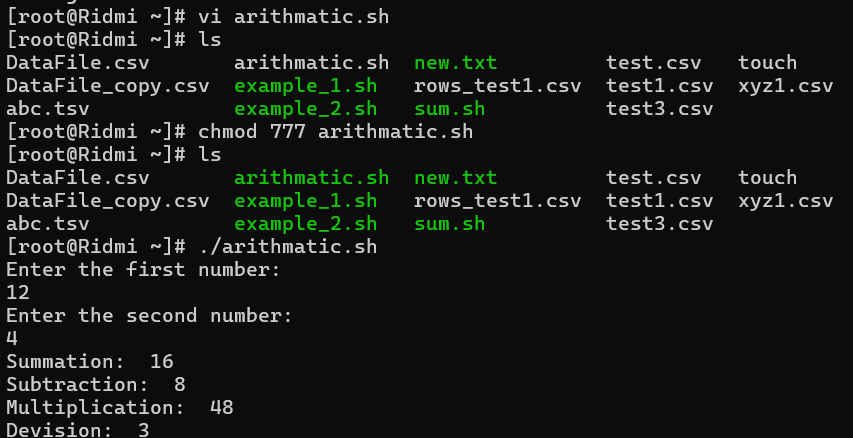 [root@Ridmi ~]# vi arithmatic.sh
[root@Ridmi ~]# ls
DataFile.csv       arithmatic.sh  new.txt        test.csv   touch
DataFile_copy.csv  example_1.sh   rows_test1.csv  test1.csv  xyz1.csv
abc.tsv            example_2.sh   sum.sh          test3.csv
[root@Ridmi ~]# chmod 777 arithmatic.sh
[root@Ridmi ~]# ls
DataFile.csv       arithmatic.sh  new.txt         test.csv   touch
DataFile_copy.csv  example_1.sh   rows_test1.csv  test1.csv  xyz1.csv
abc.tsv            example_2.sh   sum.sh          test3.csv
[root@Ridmi ~]# ./arithmatic.sh
Enter the first number:
12
Enter the second number:
4
Summation:  16
Subtraction:  8
Multiplication:  48
Devision:  3